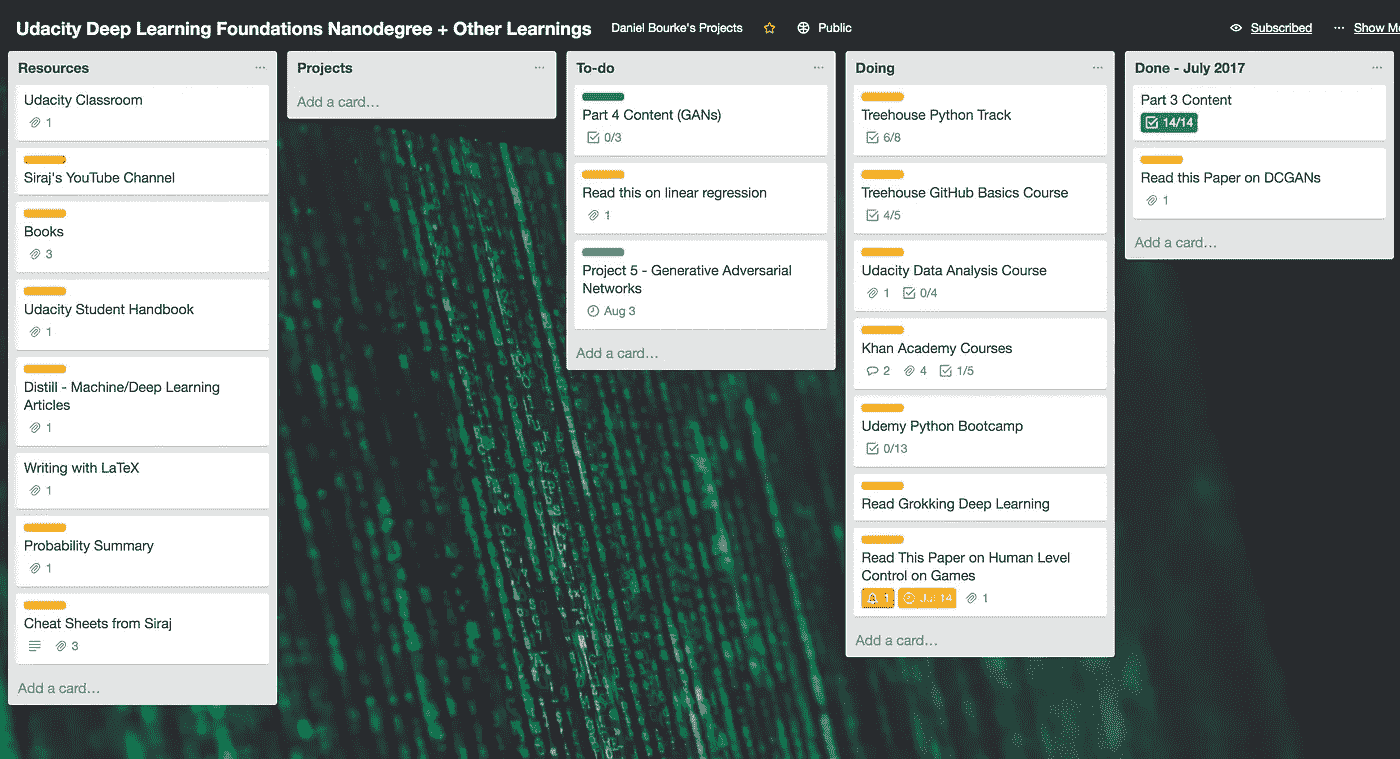 Udacity Deep Learning Foundations Nanodegree + Other Learnings
Daniel Bourke's Projects
Public
Subscribed
Show Me
Resources
Udacity Classroom
1
Siraj's YouTube Channel
Books
3
Udacity Student Handbook
1
Distill - Machine/Deep Learning
Articles
1
Writing with LaTeX
1
Probability Summary
1
Cheat Sheets from Siraj
3
Add a card…
Projects
Add a card…
To-do
Part 4 Content (GANs)
0/3
Read this on linear regression
1
Project 5 - Generative Adversarial
Networks
Aug 3
Add a card…
Doing
Treehouse Python Track
6/8
Treehouse GitHub Basics Course
4/5
Udacity Data Analysis Course
1 0/4
Khan Academy Courses
2 4 1/5
Udemy Python Bootcamp
0/13
Read Grokking Deep Learning
Read This Paper on Human Level
Control on Games
1 Jul 14 1
Add a card…
Done - July 2017
Part 3 Content
14/14
Read this Paper on DCGANs
1
Add a card…